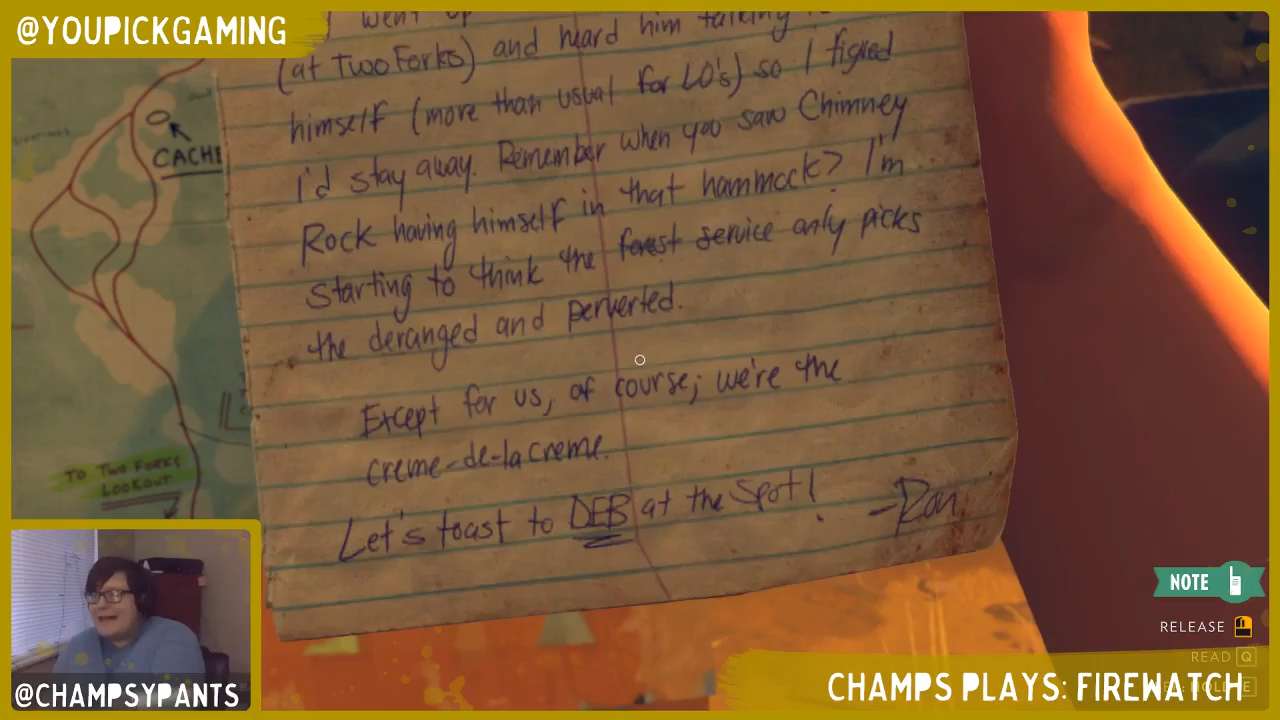 @YOUPICKGAMING
went up
(at Two Forks) and heard him talking
himself (more than usual for LO's) so I figred
I'd stay away. Remember when you saw Chimney
Rock having himself in that hammock? I'm
starting to think the forest service only picks
the deranged and perverted.
Except for us, of course; we're the
creme-de-la creme.
Let's toast to DEB at the Spot!
-Ron
CACHE
TO TWO FORKS
LOOKOUT
NOTE
RELEASE
READ Q
@CHAMPSYPANTS
CHAMPS PLAYS: FIREWATCH